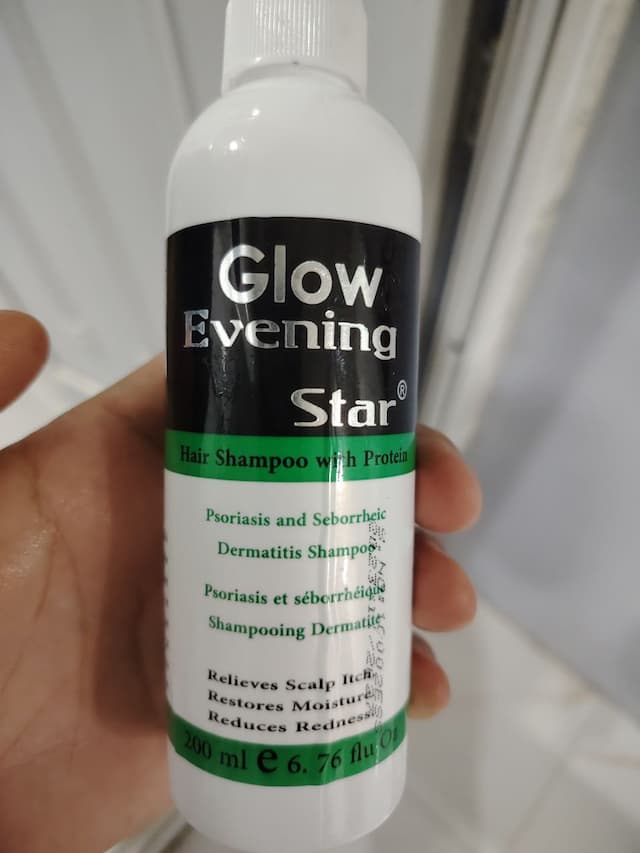 Glow
Evening
Star®
Hair Shampoo with Protein
Psoriasis and Seborrheic
Dermatitis Shampoo
Psoriasis et séborrhéique
Shampooing Dermatite
Relieves Scalp Itch
Restores Moisture
Reduces Redness
200 ml e 6. 76 flu Oz